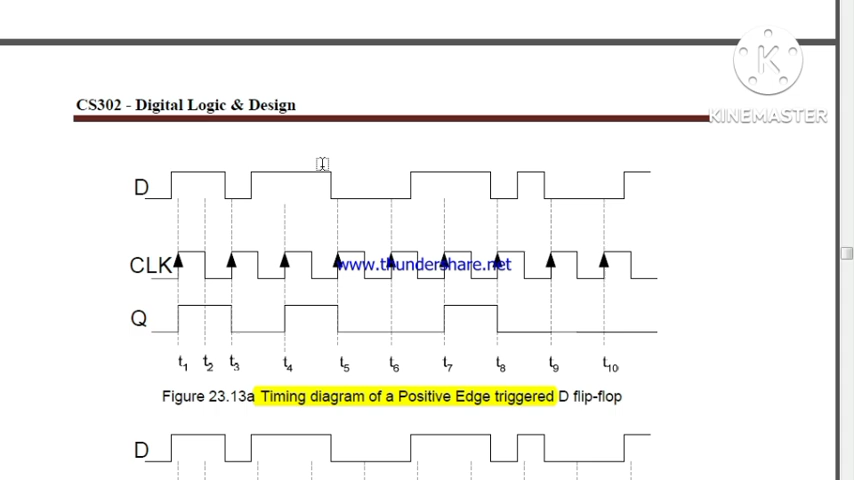 K
KINEMASTER
CS302 - Digital Logic & Design
D
CLK
www.thundershare.net
Q
t1 t2 t3 t4 t5 t6 t7 t8 t9 t10
Figure 23.13a Timing diagram of a Positive Edge triggered D flip-flop
D